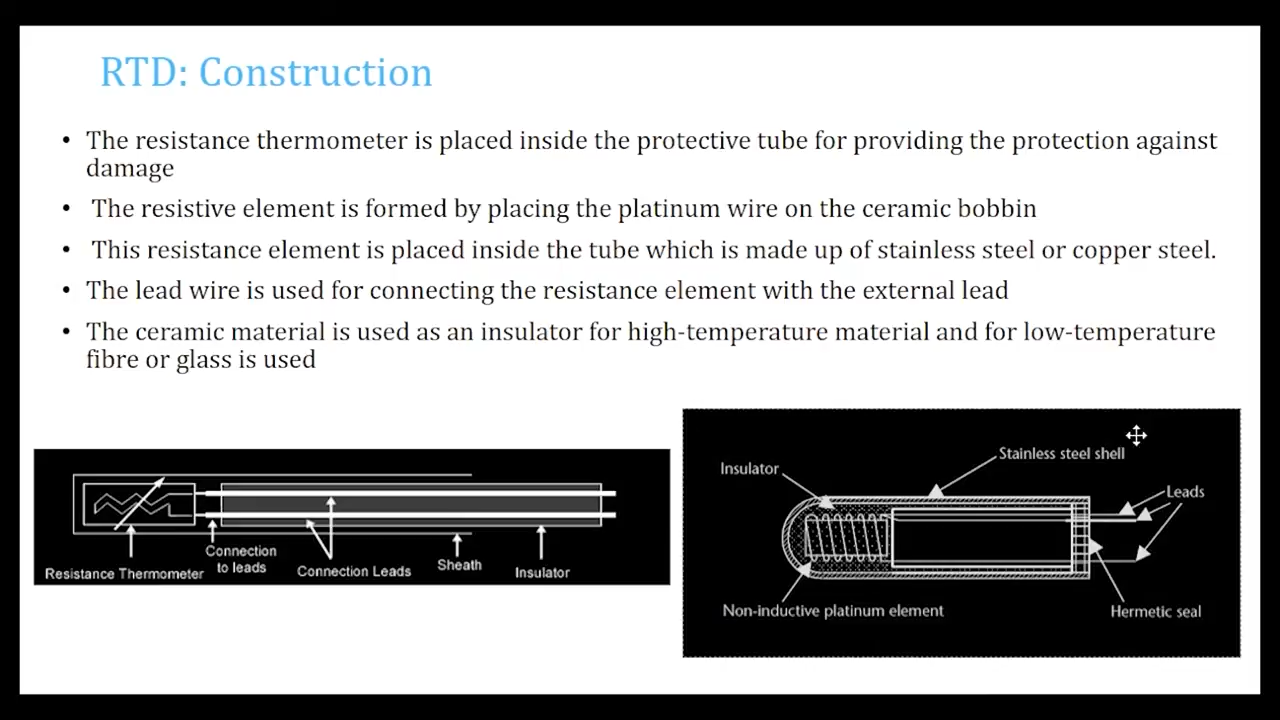 RTD: Construction
• The resistance thermometer is placed inside the protective tube for providing the protection against
damage
• The resistive element is formed by placing the platinum wire on the ceramic bobbin
• This resistance element is placed inside the tube which is made up of stainless steel or copper steel.
• The lead wire is used for connecting the resistance element with the external lead
• The ceramic material is used as an insulator for high-temperature material and for low-temperature
fibre or glass is used
Resistance Thermometer
Connection
to leads
Connection Leads
Sheath
Insulator
Insulator
Stainless steel shell
Leads
Non-inductive platinum element
Hermetic seal